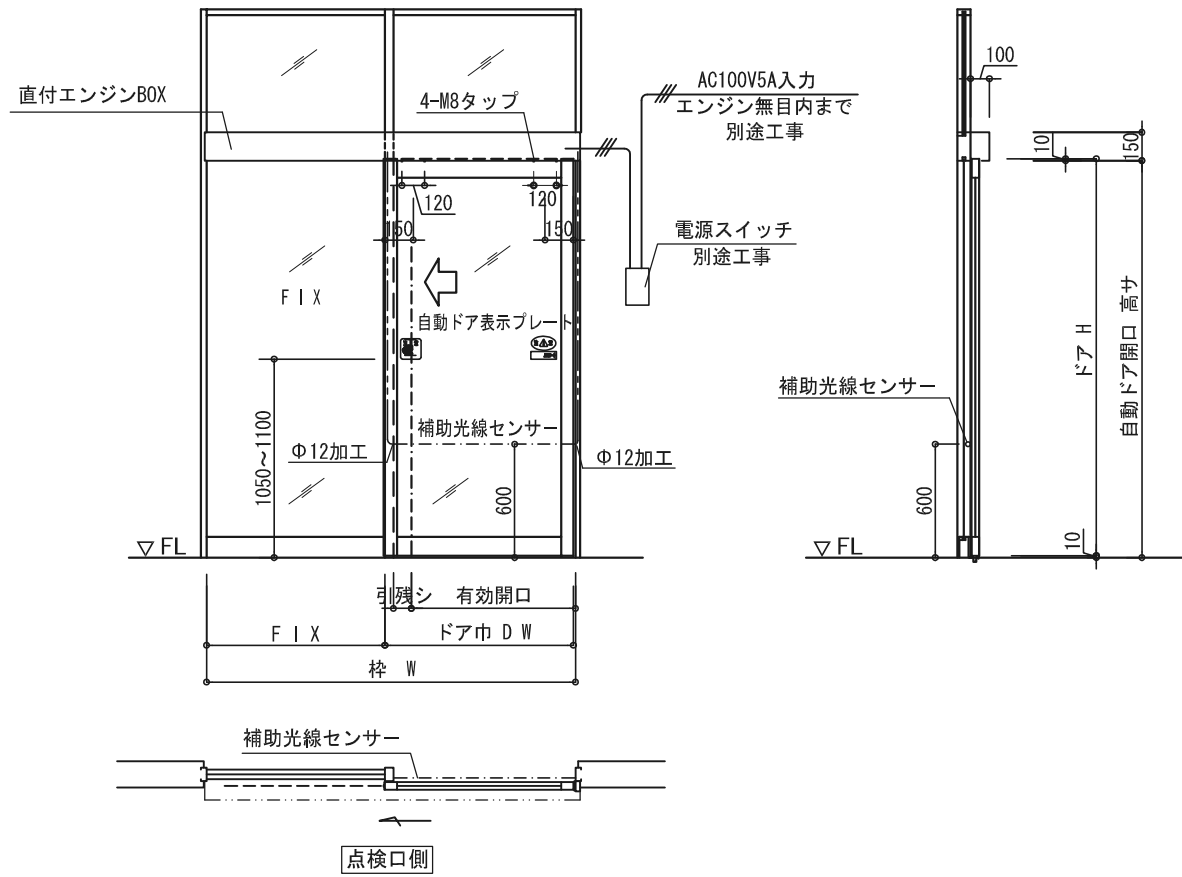 直付エンジンBOX
4-M8タップ
AC100V5A入力
エンジン無目内まで
別途工事
100
10
150
120
120
150
150
電源スイッチ
別途工事
FIX
自動ドア表示プレート
ドア H
自動ドア開口 高サ
補助光線センサー
1050～1100
補助光線センサー
Φ12加工
Φ12加工
600
600
10
▽FL
▽FL
引残シ 有効開口
FIX
ドア巾 DW
枠 W
補助光線センサー
点検口側